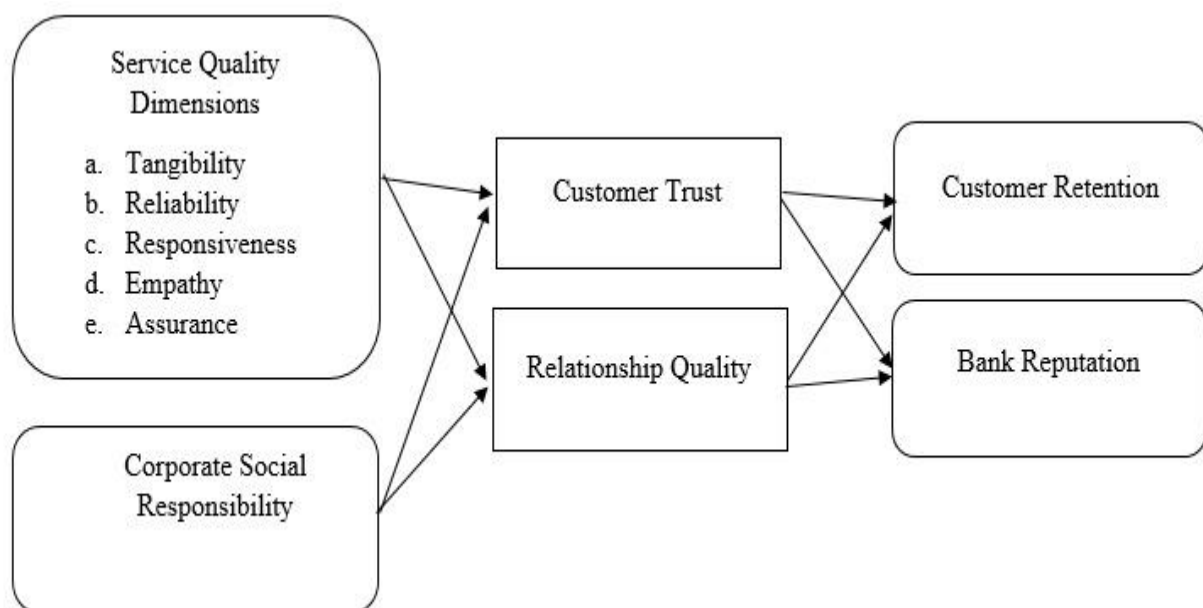 Service Quality
Dimensions
a. Tangibility
b. Reliability
c. Responsiveness
d. Empathy
e. Assurance
Corporate Social
Responsibility
Customer Trust
Relationship Quality
Customer Retention
Bank Reputation